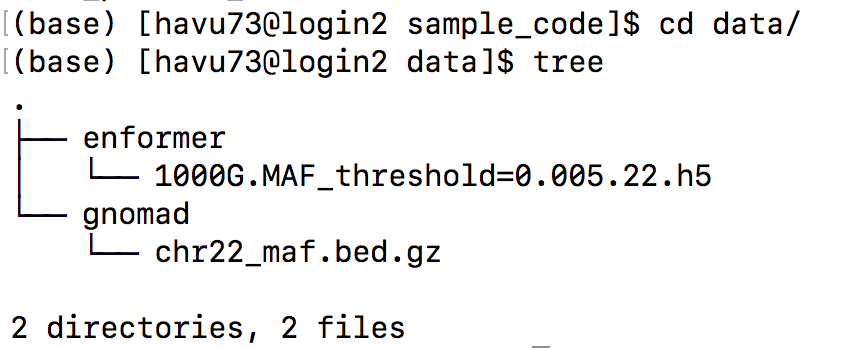 [(base) [havu73@login2 sample_code]$ cd data/
[(base) [havu73@login2 data]$ tree
.
├── enformer
│   └── 1000G.MAF_threshold=0.005.22.h5
└── gnomad
    └── chr22_maf.bed.gz
2 directories, 2 files